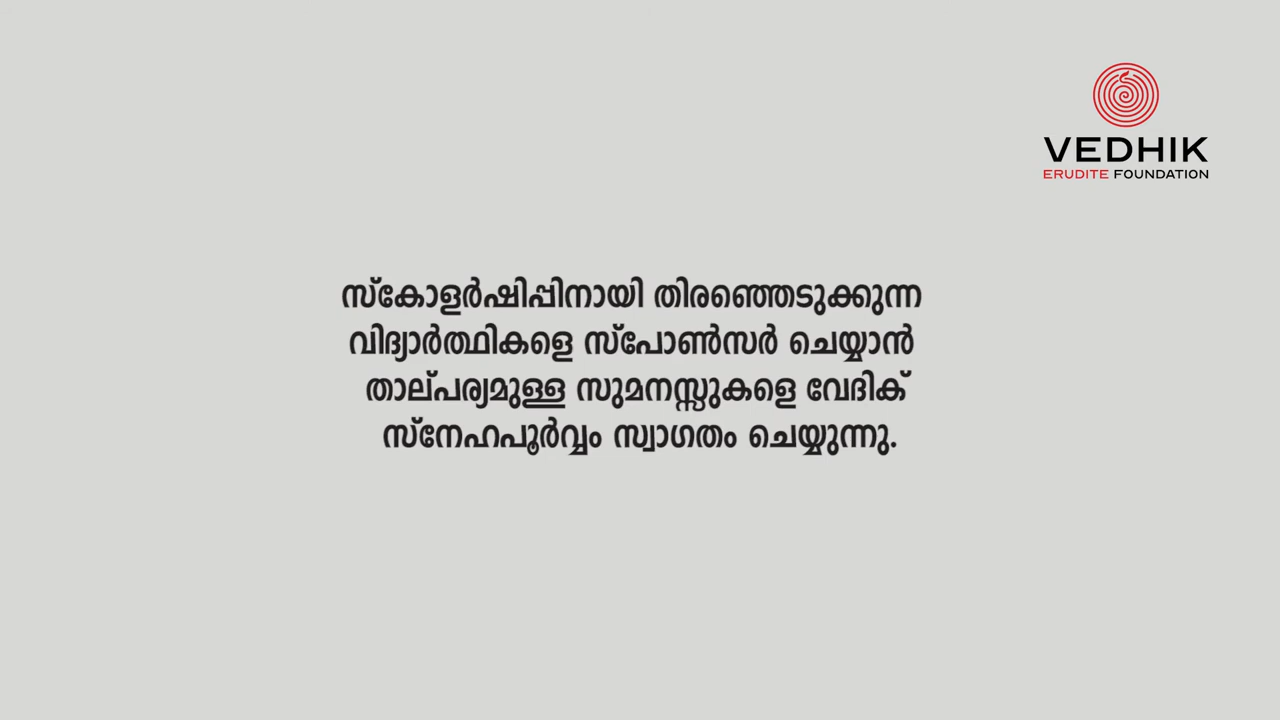 VEDHIK
ERUDITE FOUNDATION
സ്കോളർഷിപ്പിനായി തിരഞ്ഞെടുക്കുന്ന
വിദ്യാർത്ഥികളെ സ്പോൺസർ ചെയ്യാൻ
താല്പര്യമുള്ള സുമനസ്സുകളെ വേദിക്
സ്നേഹപൂർവ്വം സ്വാഗതം ചെയ്യുന്നു.